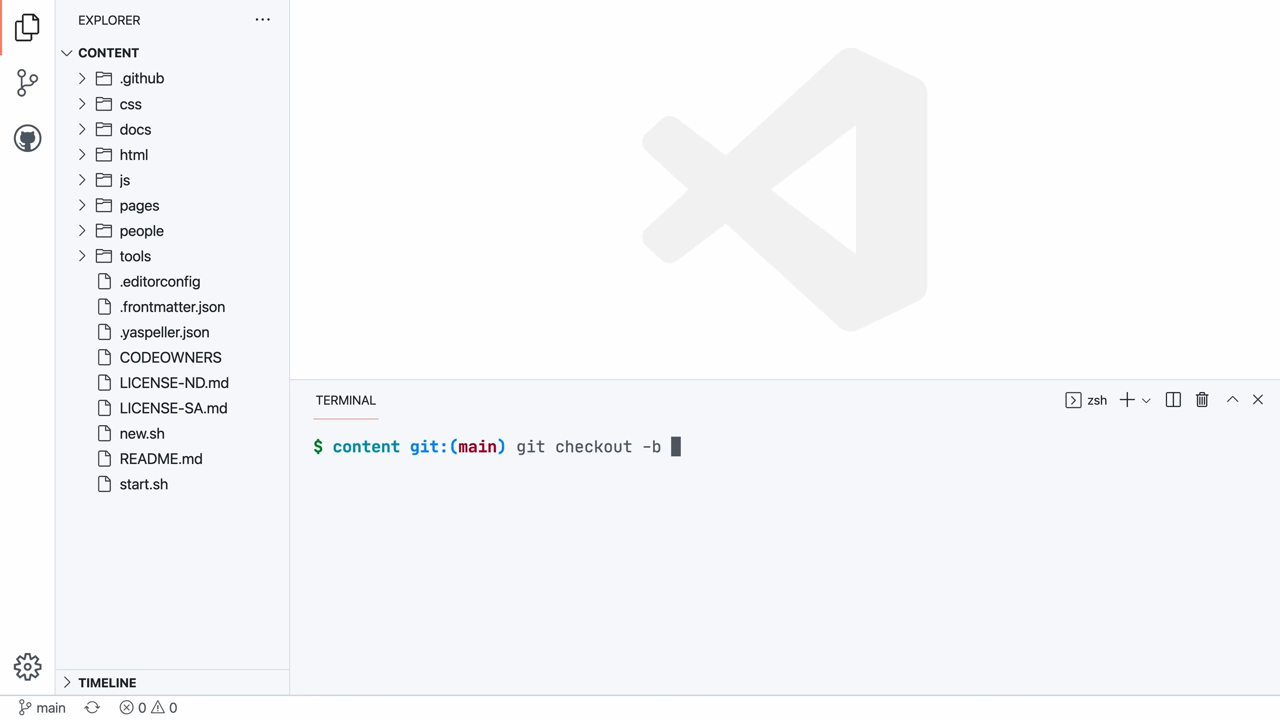 EXPLORER
CONTENT
.github
css
docs
html
js
pages
people
tools
.editorconfig
.frontmatter.json
.yaspeller.json
CODEOWNERS
LICENSE-ND.md
LICENSE-SA.md
new.sh
README.md
start.sh
TIMELINE
TERMINAL
zsh
$ content git:(main) git checkout -b
main
0 0